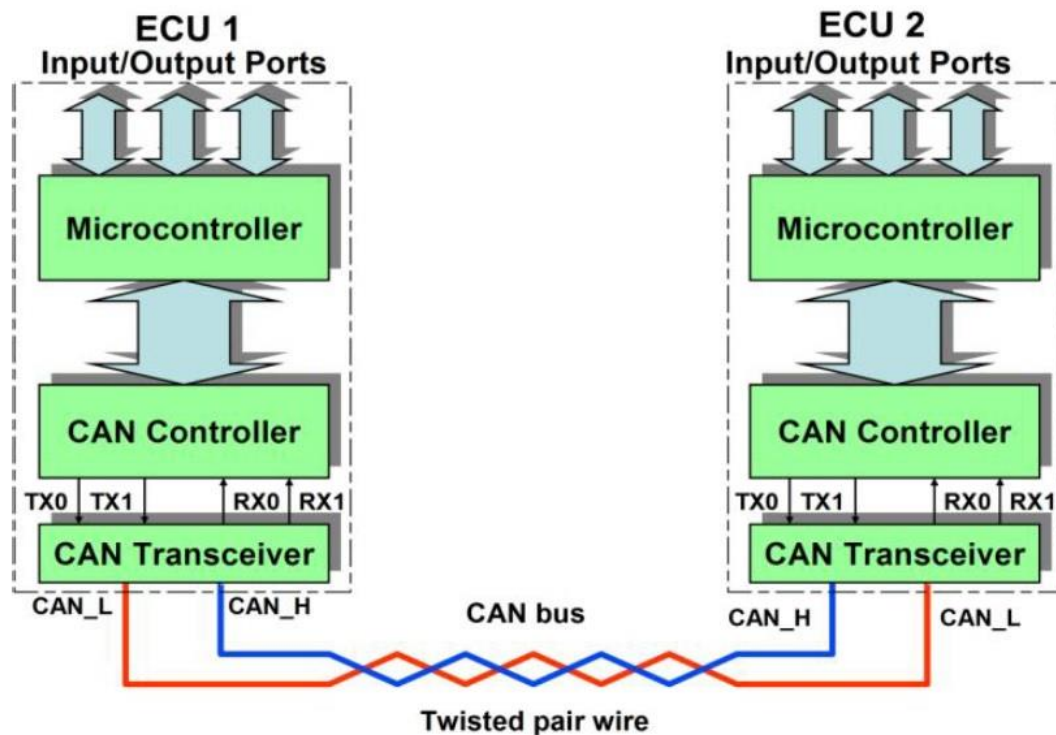 ECU 1
Input/Output Ports
Microcontroller
CAN Controller
TX0 TX1 RX0 RX1
CAN Transceiver
CAN_L CAN_H
ECU 2
Input/Output Ports
Microcontroller
CAN Controller
TX0 TX1 RX0 RX1
CAN Transceiver
CAN_H CAN_L
CAN bus
Twisted pair wire